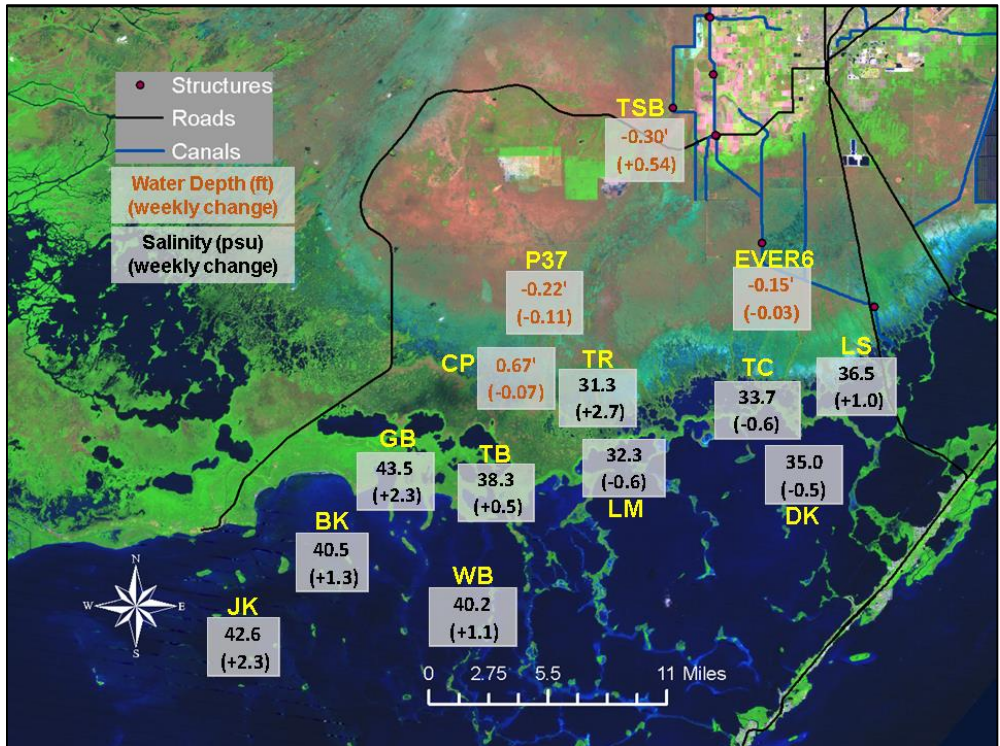 Structures
Roads
Canals
Water Depth (ft)
(weekly change)
Salinity (psu)
(weekly change)
TSB
-0.30'
(+0.54)
P37
-0.22'
(-0.11)
EVER6
-0.15'
(-0.03)
CP
0.67'
(-0.07)
TR
31.3
(+2.7)
TC
33.7
(-0.6)
LS
36.5
(+1.0)
GB
43.5
(+2.3)
TB
38.3
(+0.5)
32.3
(-0.6)
LM
35.0
(-0.5)
DK
BK
40.5
(+1.3)
WB
40.2
(+1.1)
JK
42.6
(+2.3)
N
W E
S
0 2.75 5.5 11 Miles